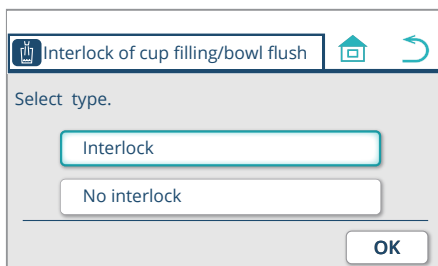 Interlock of cup filling/bowl flush
Select type.
Interlock
No interlock
OK